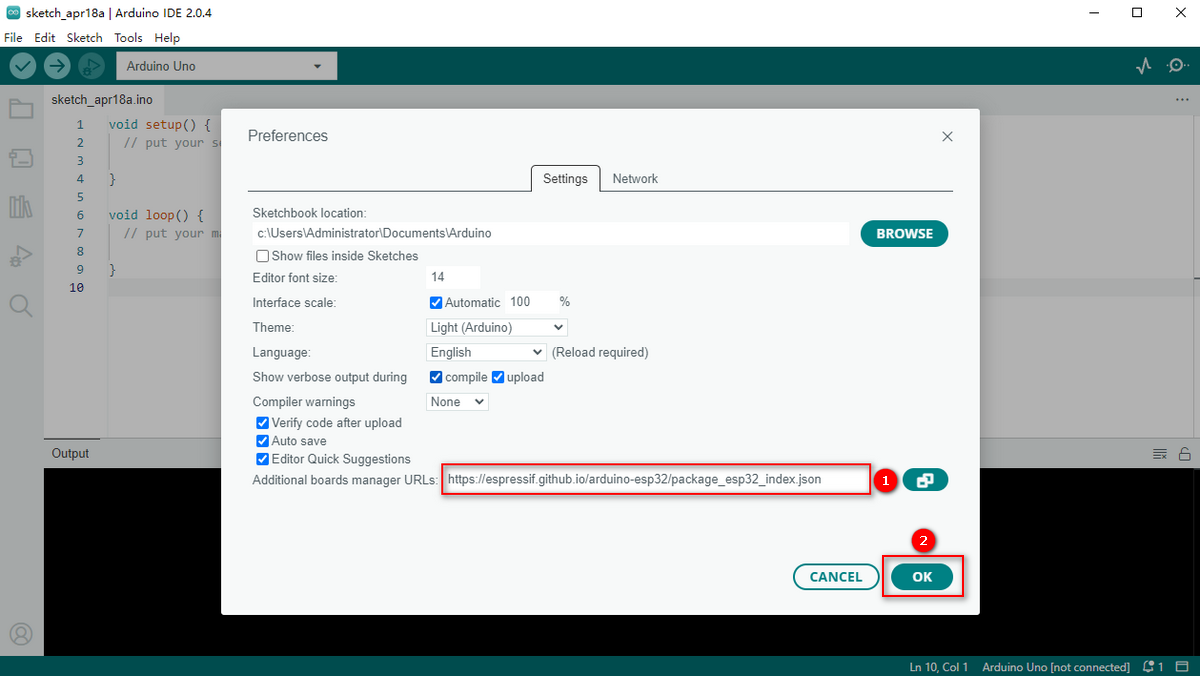 sketch_apr18a | Arduino IDE 2.0.4
File Edit Sketch Tools Help
Arduino Uno
sketch_apr18a.ino
1 void setup() {
2 // put your
3
4 }
5
6 void loop() {
7 // put your
8
9 }
10
Preferences
Settings Network
Sketchbook location:
c:\Users\Administrator\Documents\Arduino
BROWSE
Show files inside Sketches
Editor font size: 14
Interface scale: Automatic 100 %
Theme: Light (Arduino)
Language: English (Reload required)
Show verbose output during compile upload
Compiler warnings None
Verify code after upload
Auto save
Editor Quick Suggestions
Additional boards manager URLs: https://espressif.github.io/arduino-esp32/package_esp32_index.json 1
2
CANCEL OK
Output
Ln 10, Col 1 Arduino Uno [not connected] 1